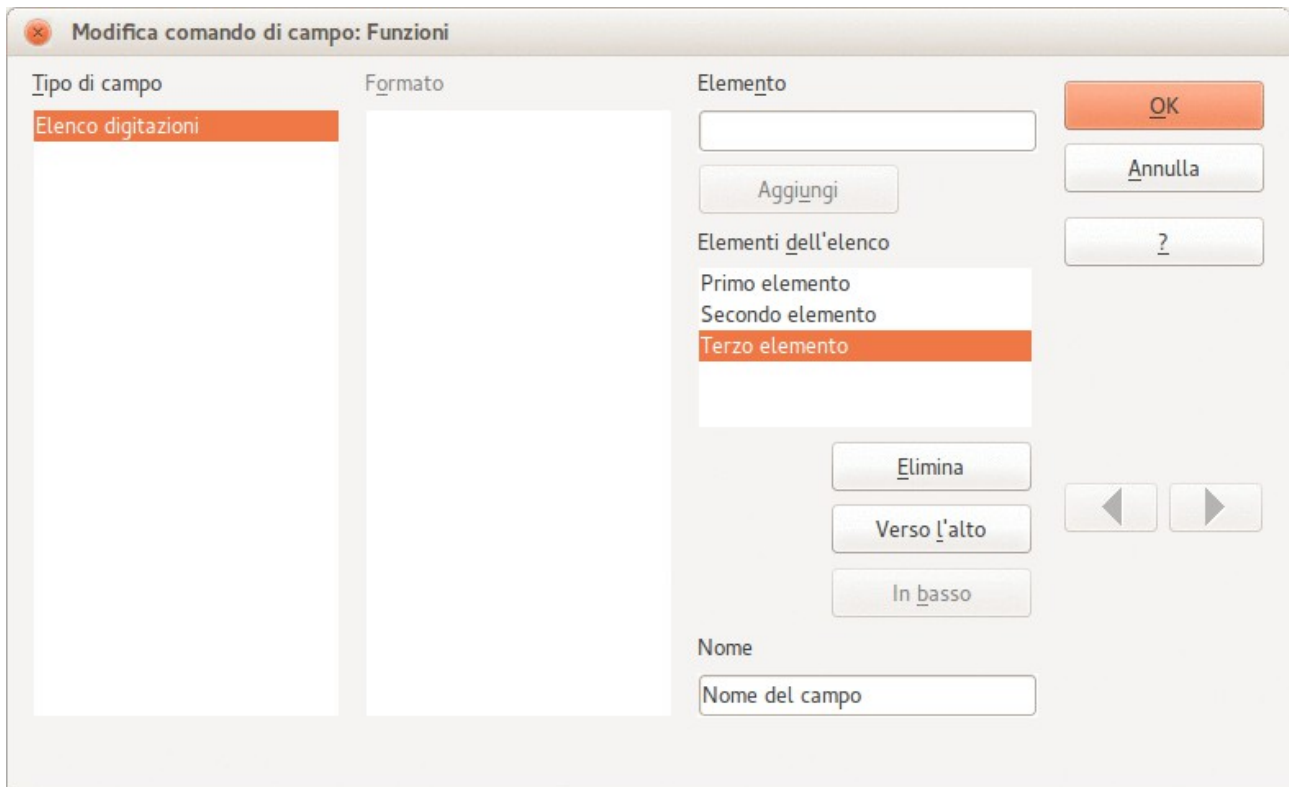 Modifica comando di campo: Funzioni
Tipo di campo
Elenco digitazioni
Formato
Elemento
Aggiungi
Elementi dell'elenco
Primo elemento
Secondo elemento
Terzo elemento
Elimina
Verso l'alto
In basso
Nome
Nome del campo
OK
Annulla
?